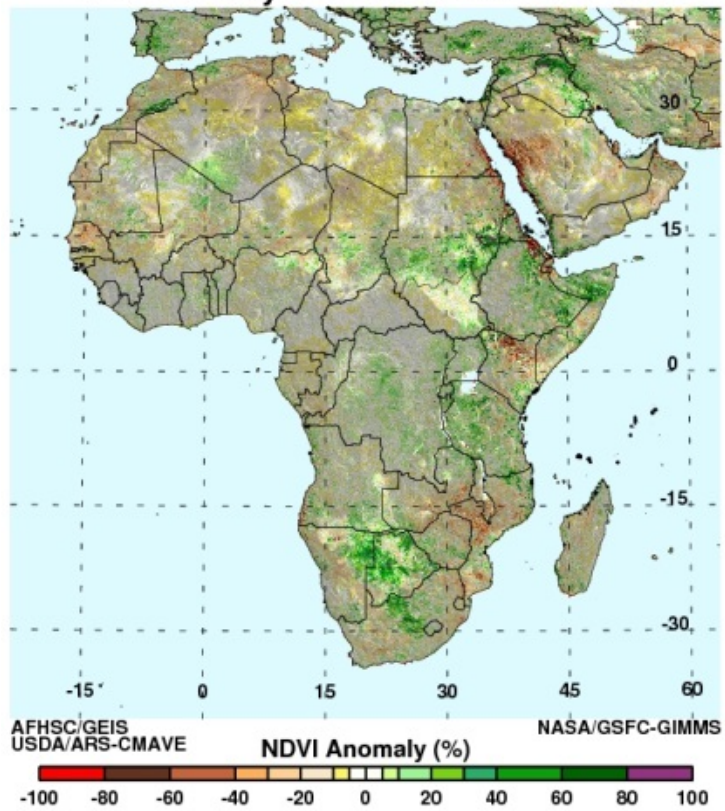 30
15
0
-15
-30
-15 0 15 30 45 60
AFHSC/GEIS NASA/GSFC-GIMMS
USDA/ARS-CMAVE
NDVI Anomaly (%)
-100 -80 -60 -40 -20 0 20 40 60 80 100